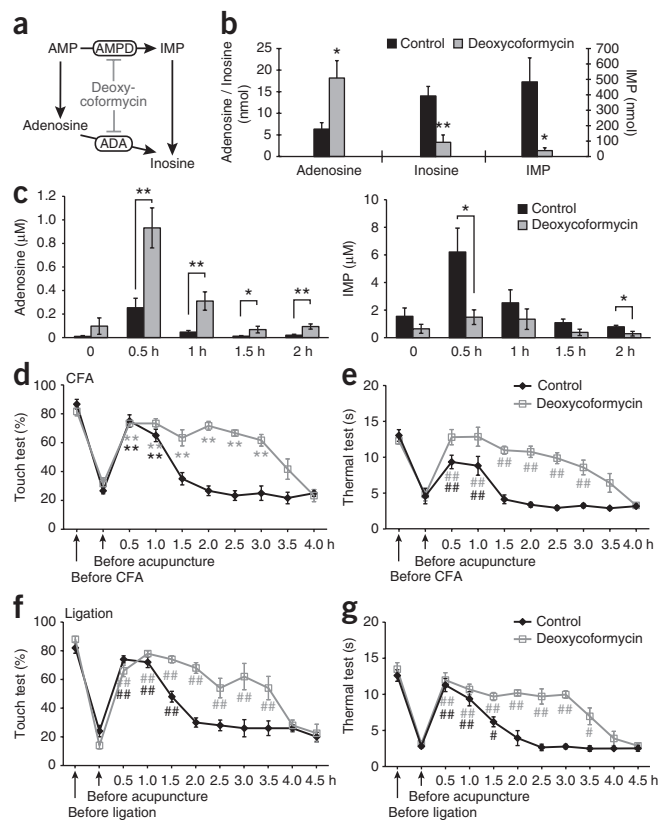 a
AMP AMPD IMP
Deoxy-
coformycin
Adenosine ADA
Inosine
b
Control Deoxycoformycin
Adenosine / Inosine
(nmol)
25
20
15
10
5
0
*
**
*
700
600
500
400
300
200
100
0
IMP
(nmol)
Adenosine Inosine IMP
c
Adenosine (µM)
1.2
1.0
0.8
0.6
0.4
0.2
0
**
**
*
**
0 0.5 h 1 h 1.5 h 2 h
Control
Deoxycoformycin
IMP (µM)
10
8
6
4
2
0
*
*
0 0.5 h 1 h 1.5 h 2 h
d
CFA
Touch test (%)
100
80
60
40
20
0
** ** ** ** ** **
** **
0.5 1.0 1.5 2.0 2.5 3.0 3.5 4.0 h
Before acupuncture
Before CFA
e
Control
Deoxycoformycin
Thermal test (s)
20
15
10
5
0
## ## ## ## ## ##
## ##
0.5 1.0 1.5 2.0 2.5 3.0 3.5 4.0 h
Before acupuncture
Before CFA
f
Ligation
Touch test (%)
100
80
60
40
20
0
## ## ## ## ## ## ##
## ## ##
0.5 1.0 1.5 2.0 2.5 3.0 3.5 4.0 4.5 h
Before acupuncture
Before ligation
g
Control
Deoxycoformycin
Thermal test (s)
20
15
10
5
0
## ## ## ## ## ## #
## ## #
0.5 1.0 1.5 2.0 2.5 3.0 3.5 4.0 4.5 h
Before acupuncture
Before ligation